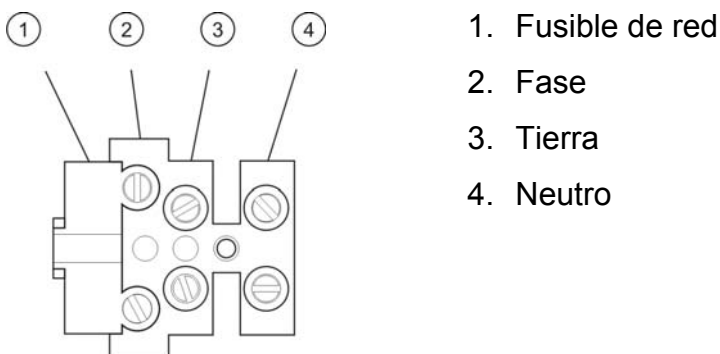 1 2 3 4
1. Fusible de red
2. Fase
3. Tierra
4. Neutro